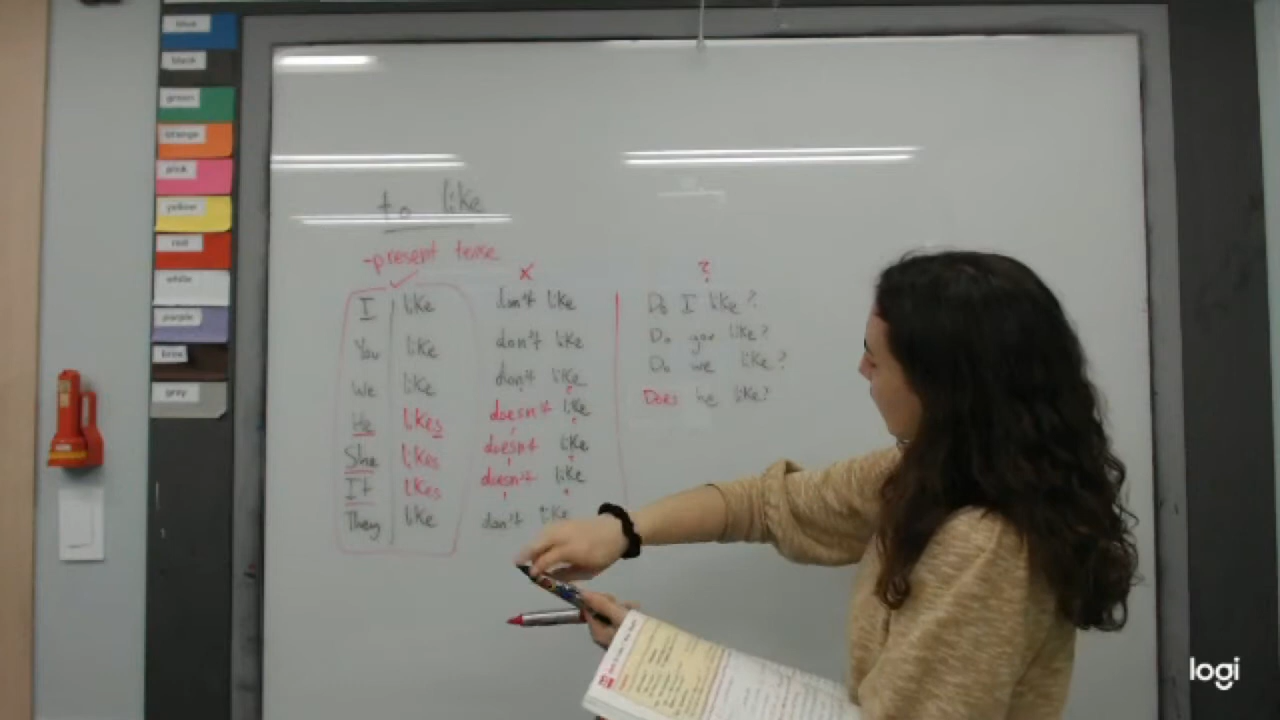 blue
black
green
orange
pink
yellow
red
white
purple
brow
grey
to like
-present tense
✓ X ?
I like don't like Do I like?
You like don't like Do you like?
We like don't like Do we like?
He likes doesn't like Does he like?
She likes doesn't like
It likes doesn't like
They like don't like
logi